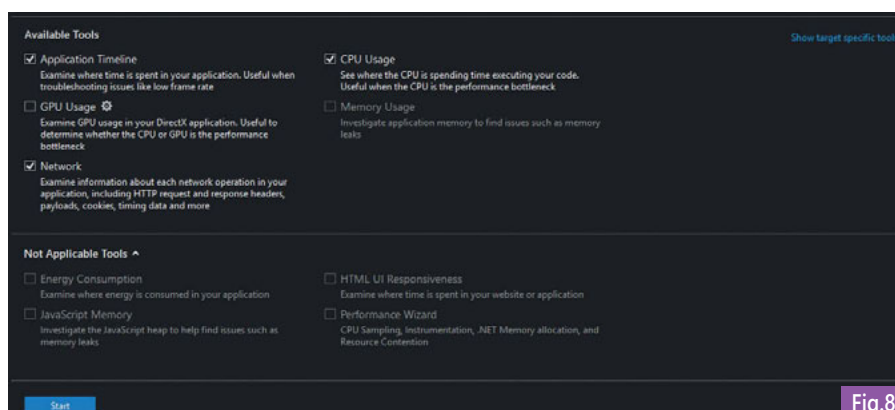 Available Tools
Show target specific tools
Application Timeline
Examine where time is spent in your application. Useful when
troubleshooting issues like low frame rate
CPU Usage
See where the CPU is spending time executing your code.
Useful when the CPU is the performance bottleneck
GPU Usage
Examine GPU usage in your DirectX application. Useful to
determine whether the CPU or GPU is the performance
bottleneck
Memory Usage
Investigate application memory to find issues such as memory
leaks
Network
Examine information about each network operation in your
application, including HTTP request and response headers,
payloads, cookies, timing data and more
Not Applicable Tools
Energy Consumption
Examine where energy is consumed in your application
HTML UI Responsiveness
Examine where time is spent in your website or application
JavaScript Memory
Investigate the JavaScript heap to help find issues such as
memory leaks
Performance Wizard
CPU Sampling, Instrumentation, .NET Memory allocation, and
Resource Contention
Start
Fig.8